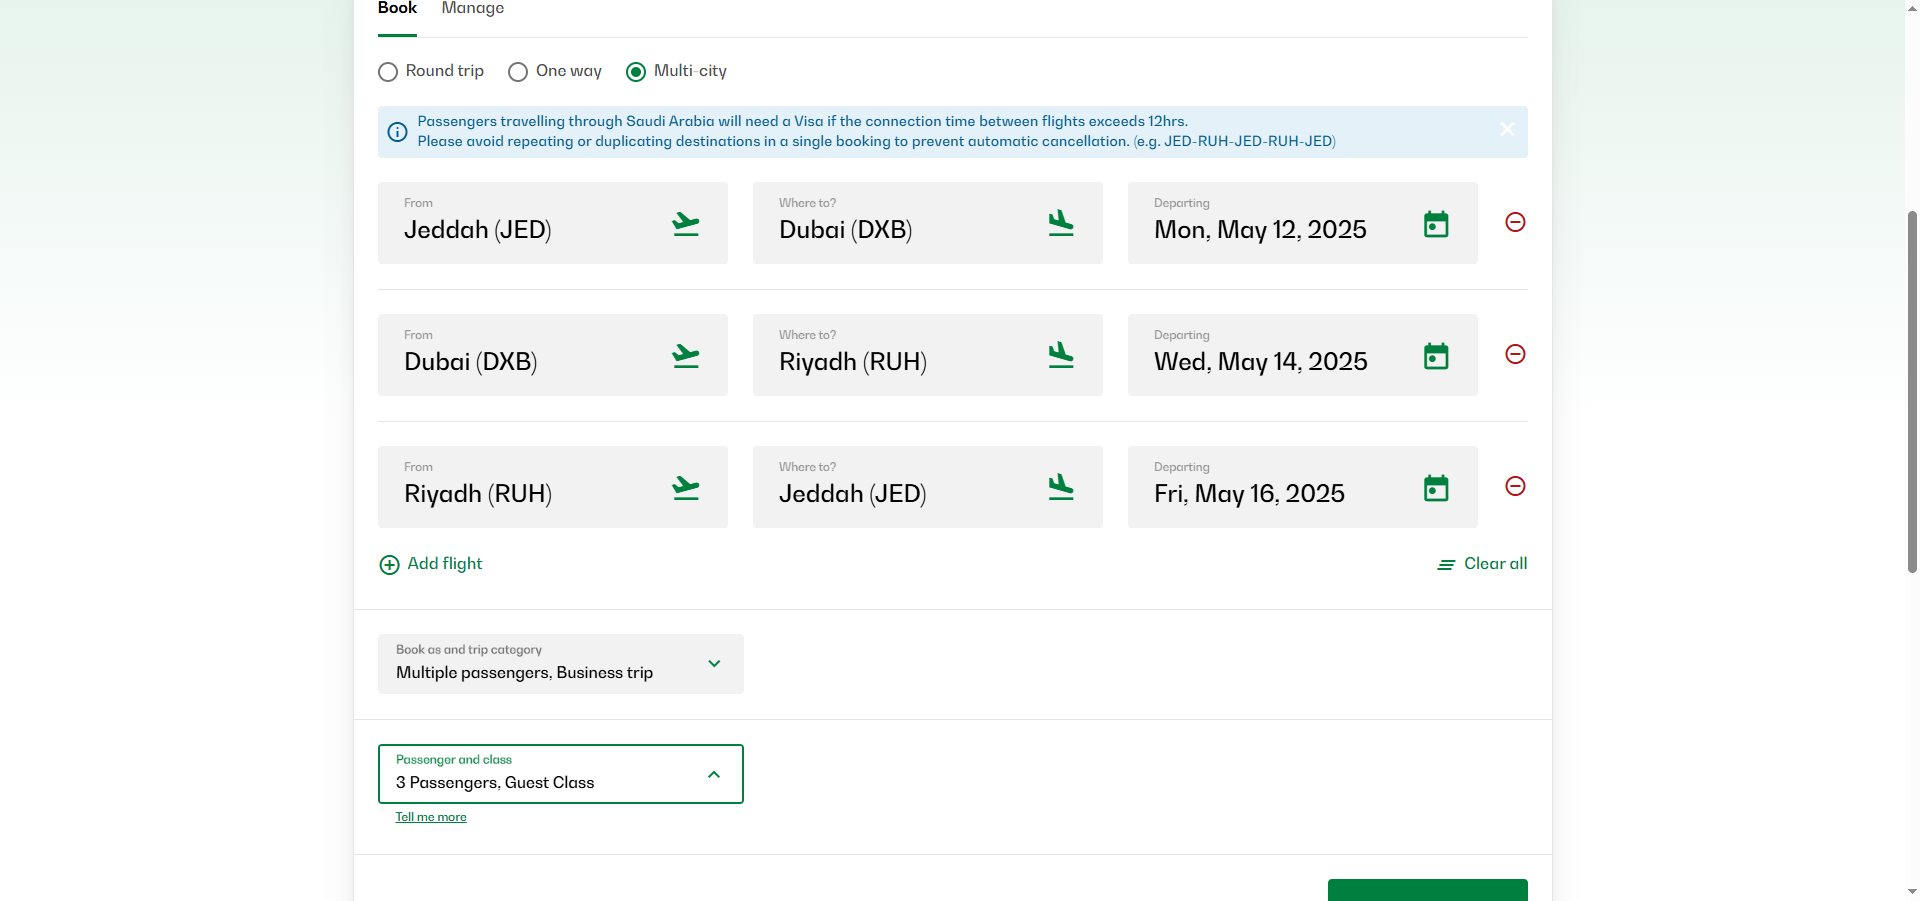 Book Manage
Round trip One way Multi-city
Passengers travelling through Saudi Arabia will need a Visa if the connection time between flights exceeds 12hrs.
Please avoid repeating or duplicating destinations in a single booking to prevent automatic cancellation. (e.g. JED-RUH-JED-RUH-JED)
From Where to? Departing
Jeddah (JED) Dubai (DXB) Mon, May 12, 2025
From Where to? Departing
Dubai (DXB) Riyadh (RUH) Wed, May 14, 2025
From Where to? Departing
Riyadh (RUH) Jeddah (JED) Fri, May 16, 2025
Add flight Clear all
Book as and trip category
Multiple passengers, Business trip
Passenger and class
3 Passengers, Guest Class
Tell me more